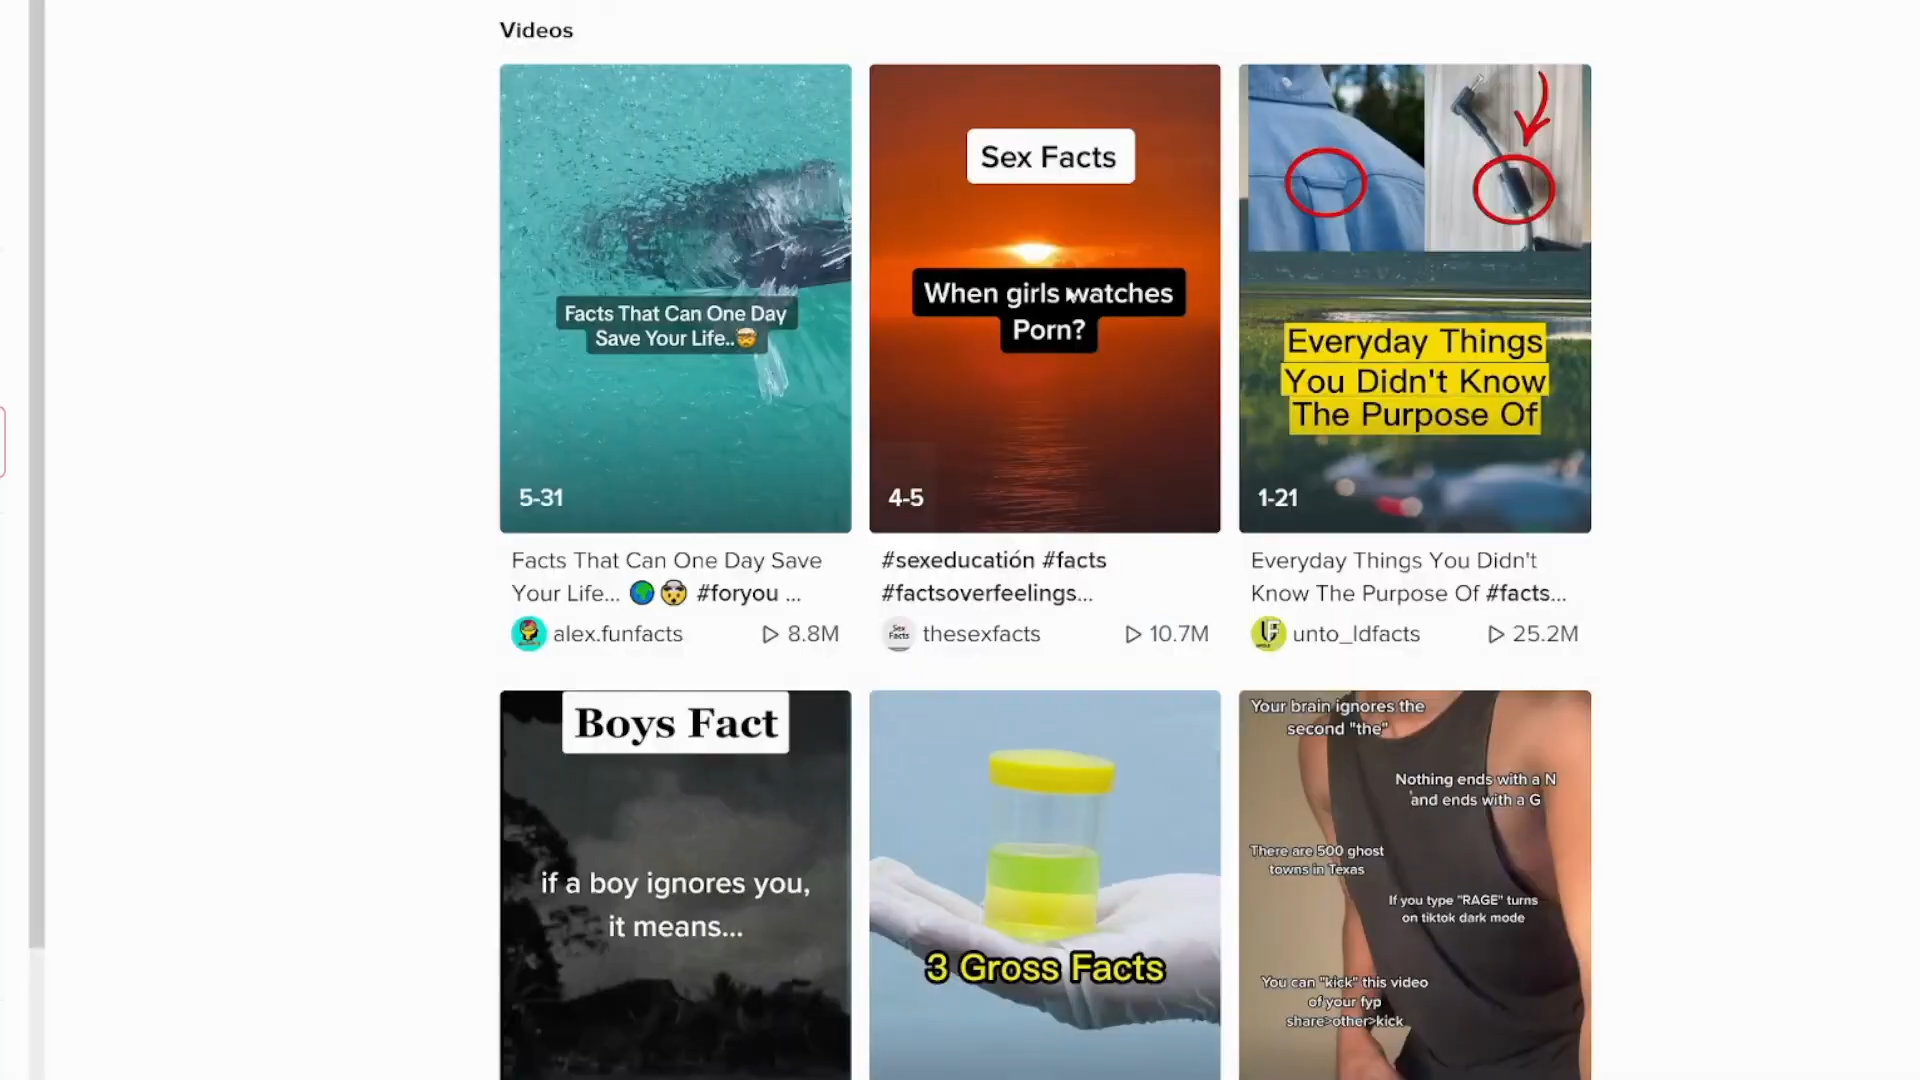 Videos
Facts That Can One Day
Save Your Life..🤯
5-31
Sex Facts
When girls watches
Porn?
4-5
Everyday Things
You Didn't Know
The Purpose Of
1-21
Facts That Can One Day Save
Your Life... 🌍🤯 #foryou ...
alex.funfacts
8.8M
#sexeducatión #facts
#factsoverfeelings...
Sex
Facts
thesexfacts
10.7M
Everyday Things You Didn't
Know The Purpose Of #facts...
unto_ldfacts
25.2M
Boys Fact
if a boy ignores you,
it means...
3 Gross Facts
Your brain ignores the
second "the"
Nothing ends with a N
'and ends with a G
There are 500 ghost
towns in Texas
If you type "RAGE" turns
on tiktok dark mode
You can "kick" this video
of your fyp
share>other>kick